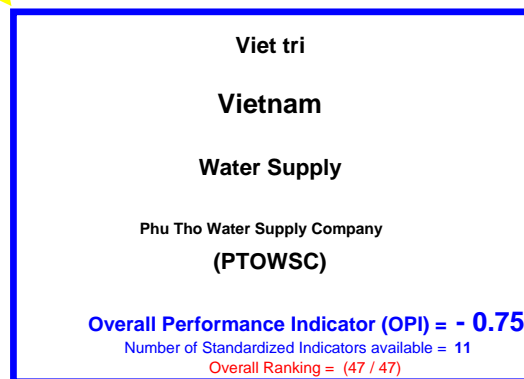 Viet tri
Vietnam
Water Supply
Phu Tho Water Supply Company
(PTOWSC)
Overall Performance Indicator (OPI) = - 0.75
Number of Standardized Indicators available = 11
Overall Ranking = (47 / 47)